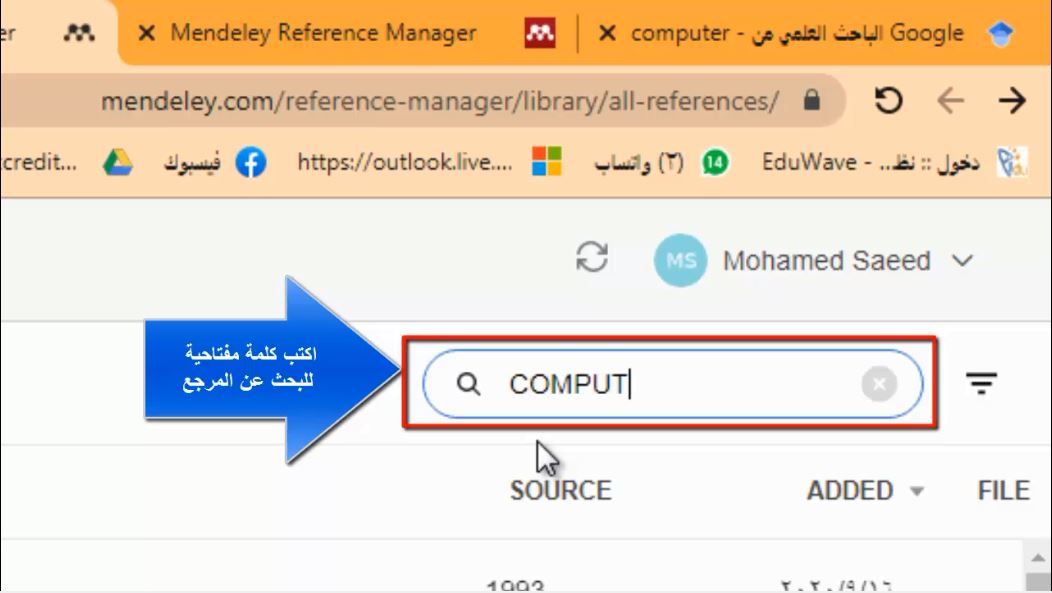 er
Mendeley Reference Manager
computer - الباحث العلمي من Google
mendeley.com/reference-manager/library/all-references/
ccredit...
فيسبوك
https://outlook.live....
(٢) واتساب
14
دخول :: نظ... - EduWave
MS
Mohamed Saeed
اكتب كلمة مفتاحية
للبحث عن المرجع
COMPUT
SOURCE
ADDED
FILE
1993
٢٠٢٠/٩/١٦